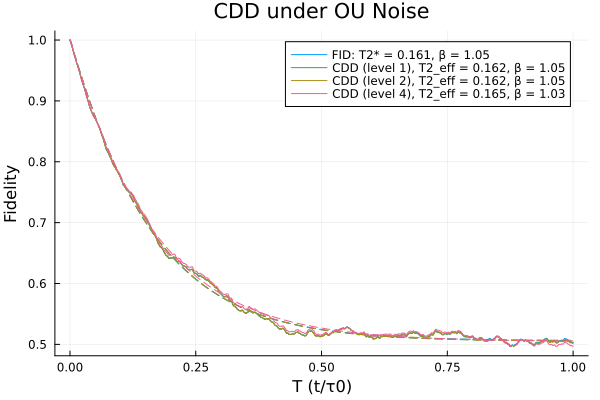 CDD under OU Noise
FID: T2* = 0.161, β = 1.05
CDD (level 1), T2_eff = 0.162, β = 1.05
CDD (level 2), T2_eff = 0.162, β = 1.05
CDD (level 4), T2_eff = 0.165, β = 1.03
Fidelity
1.0
0.9
0.8
0.7
0.6
0.5
0.00
0.25
0.50
0.75
1.00
T (t/τ0)